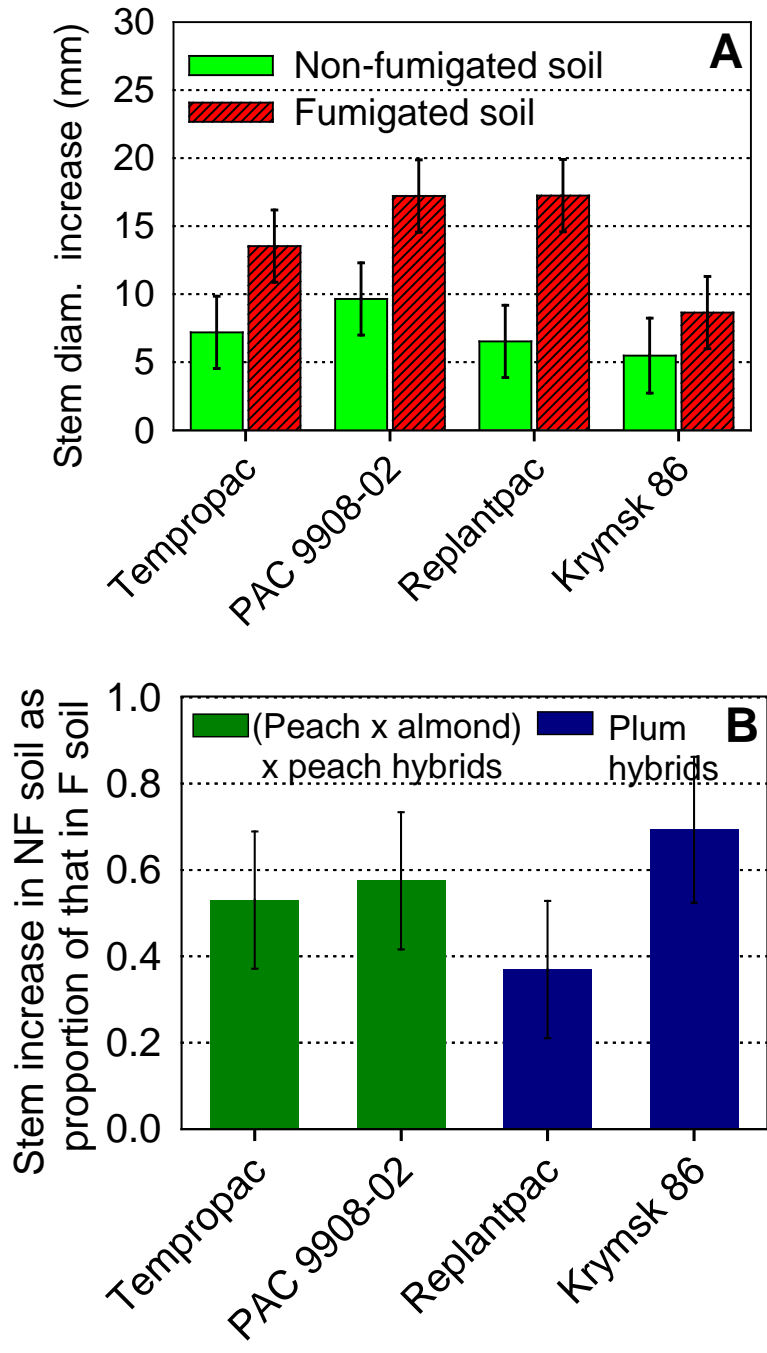 A
Non-fumigated soil
Fumigated soil
Stem diam. increase (mm)
30
25
20
15
10
5
0
Tempropac
PAC 9908-02
Replantpac
Krymsk 86
B
(Peach x almond)
x peach hybrids
Plum
hybrids
Stem increase in NF soil as
proportion of that in F soil
1.0
0.8
0.6
0.4
0.2
0.0
Tempropac
PAC 9908-02
Replantpac
Krymsk 86